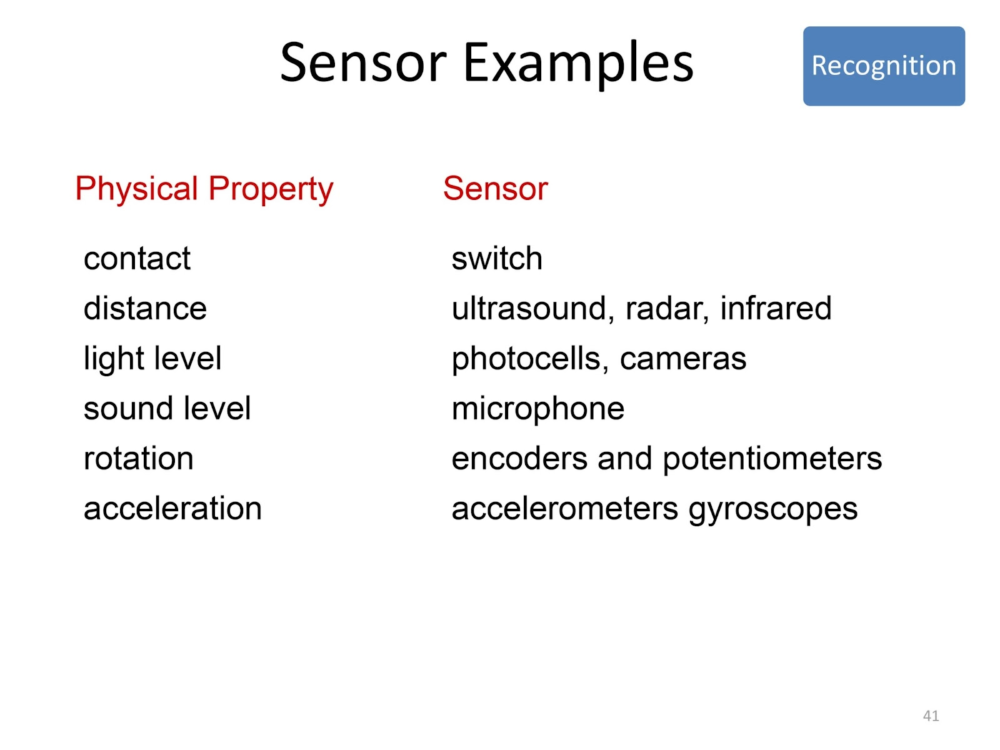 Sensor Examples
Recognition
Physical Property Sensor
contact switch
distance ultrasound, radar, infrared
light level photocells, cameras
sound level microphone
rotation encoders and potentiometers
acceleration accelerometers gyroscopes
41